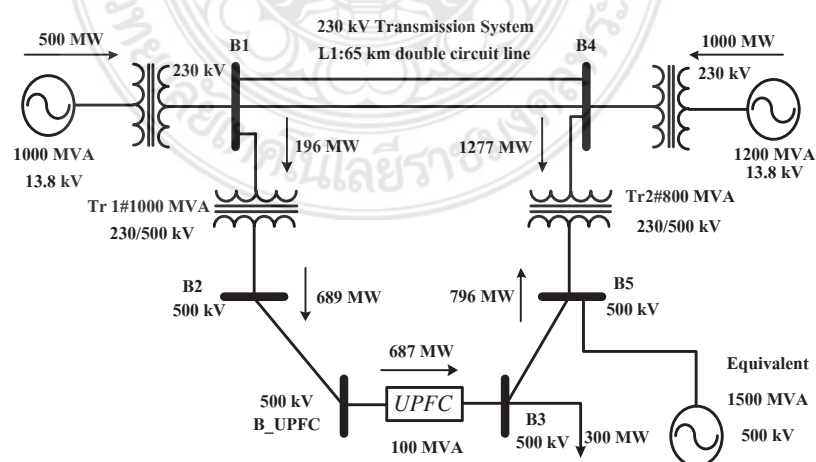 230 kV Transmission System
L1:65 km double circuit line
500 MW
B1
B4
1000 MW
230 kV
230 kV
1000 MVA
13.8 kV
196 MW
1277 MW
1200 MVA
13.8 kV
Tr 1#1000 MVA
230/500 kV
Tr2#800 MVA
230/500 kV
B2
500 kV
689 MW
796 MW
B5
500 kV
687 MW
Equivalent
1500 MVA
500 kV
500 kV
B_UPFC
UPFC
100 MVA
B3
500 kV
300 MW